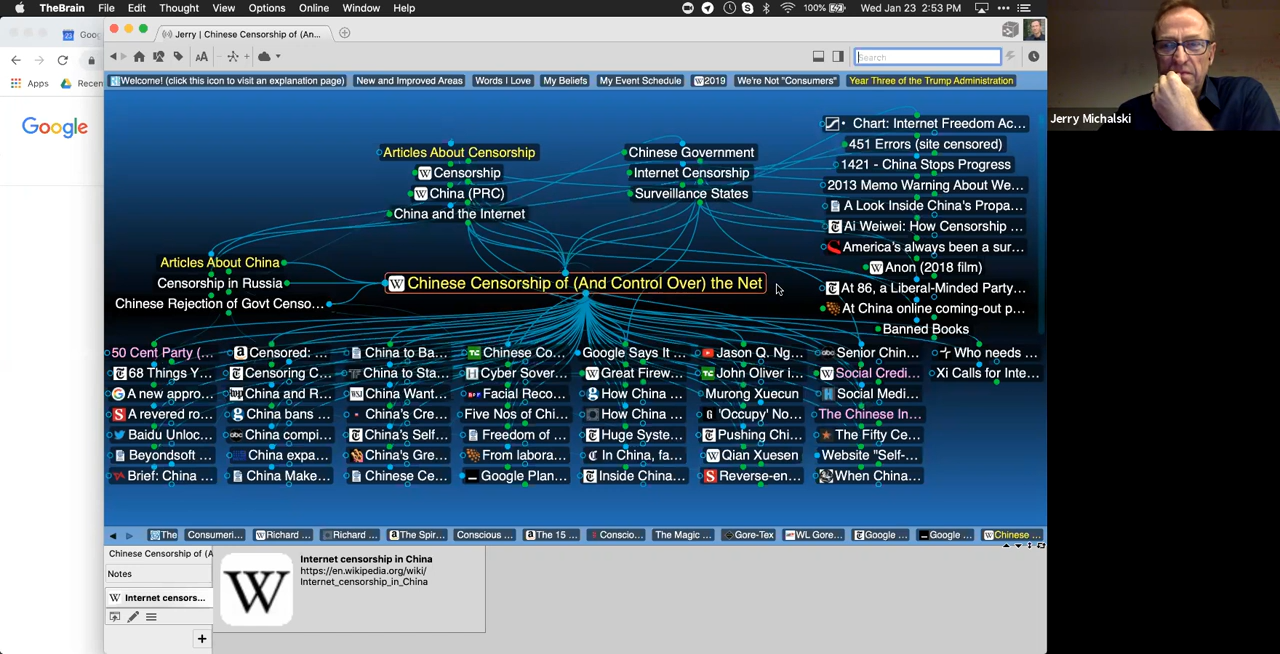 TheBrain File Edit Thought View Options Online Window Help
100% Wed Jan 23 2:53 PM
Goo
Jerry | Chinese Censorship of (An...
Search
Apps Recen
Welcome! (click this icon to visit an explanation page) New and Improved Areas Words I Love My Beliefs My Event Schedule 2019 We're Not "Consumers" Year Three of the Trump Administration
Google
Jerry Michalski
Articles About Censorship
Censorship
China (PRC)
China and the Internet
Chinese Government
Internet Censorship
Surveillance States
Chart: Internet Freedom Ac...
451 Errors (site censored)
1421 - China Stops Progress
2013 Memo Warning About We...
A Look Inside China's Propa...
Ai Weiwei: How Censorship ...
America's always been a sur...
Anon (2018 film)
At 86, a Liberal-Minded Party...
At China online coming-out p...
Banned Books
Articles About China
Censorship in Russia
Chinese Rejection of Govt Censo...
Chinese Censorship of (And Control Over) the Net
50 Cent Party (...
68 Things Y...
A new appro...
A revered ro...
Baidu Unloc...
Beyondsoft ...
Brief: China ...
Censored: ...
Censoring C...
China and R...
China bans ...
China compi...
China expa...
China Make...
China to Ba...
China to Sta...
China Want...
China's Cre...
China's Self...
China's Gre...
Chinese Ce...
Chinese Co...
Cyber Sover...
Facial Reco...
Five Nos of Chi...
Freedom of ...
From labora...
Google Plan...
Google Says It ...
Great Firew...
How China ...
How China ...
Huge Syste...
In China, fa...
Inside China...
Jason Q. Ng...
John Oliver i...
Murong Xuecun
'Occupy' No...
Pushing Chi...
Qian Xuesen
Reverse-en...
Senior Chin...
Social Credi...
Social Medi...
The Chinese In...
The Fifty Ce...
Website "Self-...
When China...
Who needs ...
Xi Calls for Inte...
The Consumeri... Richard ... Richard ... The Spir... Conscious ... The 15 ... Conscio... The Magic ... Gore-Tex WL Gore... Google ... Google ... Chinese ...
Chinese Censorship of (A
Notes
Internet censors...
Internet censorship in China
https://en.wikipedia.org/wiki/
Internet_censorship_in_China